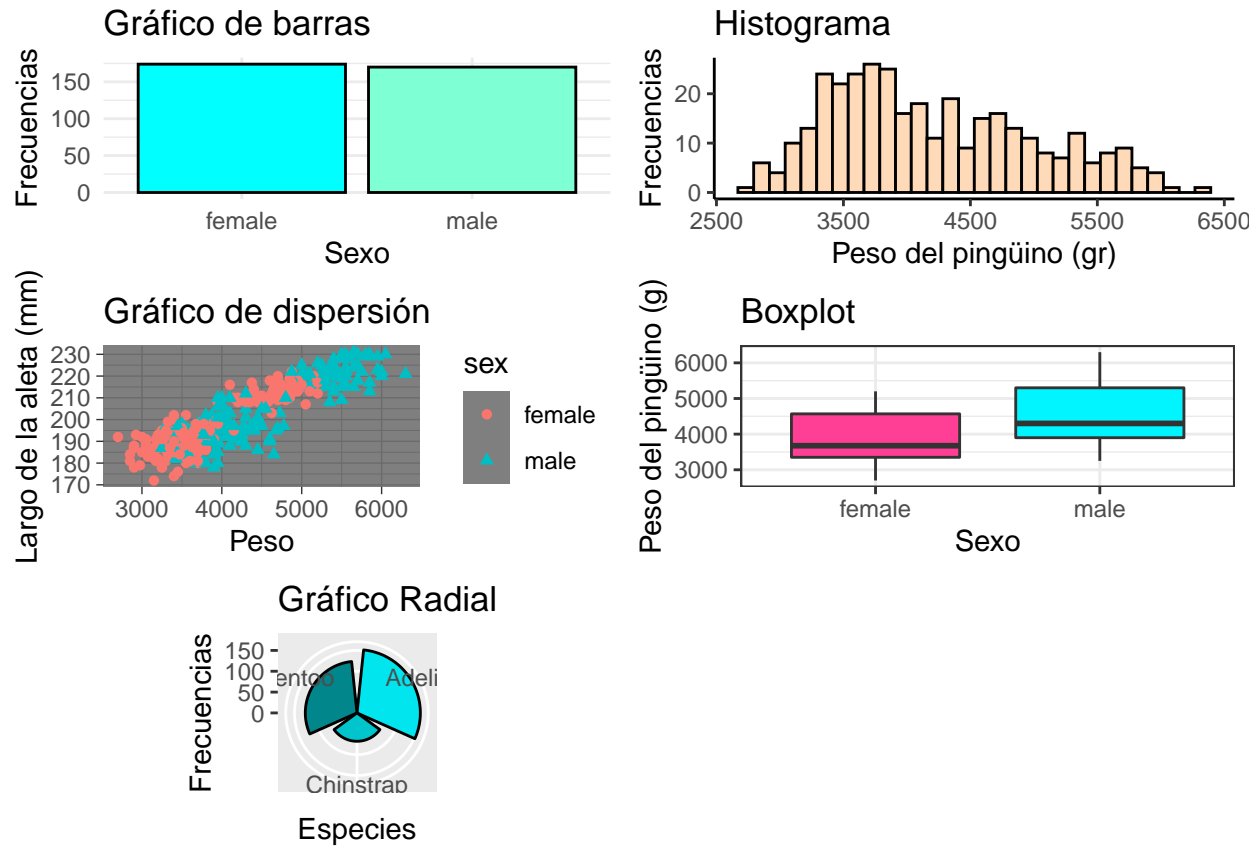 Gráfico de barras
Frecuencias
150
100
50
0
female
male
Sexo
Histograma
Frecuencias
20
10
0
2500
3500
4500
5500
6500
Peso del pingüino (gr)
Gráfico de dispersión
Largo de la aleta (mm)
230
220
210
200
190
180
170
3000
4000
5000
6000
Peso
sex
female
male
Boxplot
Peso del pingüino (g)
6000
5000
4000
3000
female
male
Sexo
Gráfico Radial
Frecuencias
150
100
50
0
entoo
Adeli
Chinstrap
Especies